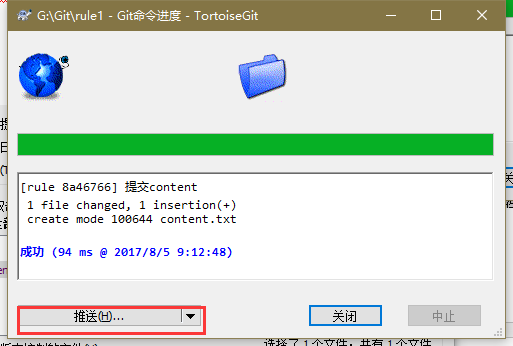 G:\Git\rule1 - Git命令进度 - TortoiseGit
[rule 8a46766] 提交content
1 file changed, 1 insertion(+)
create mode 100644 content.txt
成功 (94 ms @ 2017/8/5 9:12:48)
推送(H)...
关闭
中止
选择了 1 个文件，共有 1 个文件